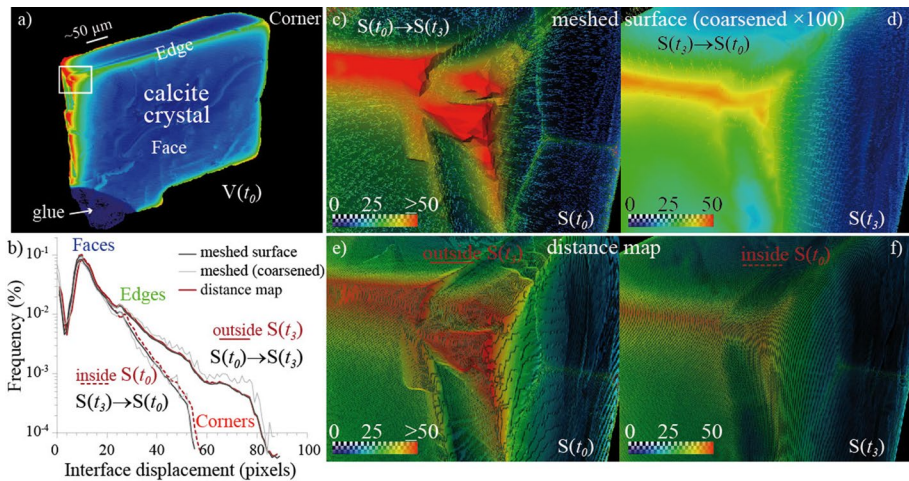 a)
~50 µm
Corner
Edge
calcite
crystal
Face
V(t0)
glue
b)
Faces
meshed surface
meshed (coarsened)
distance map
Edges
outside S(t3)
S(t0)→S(t3)
inside S(t0)
S(t3)→S(t0)
Corners
Frequency (%)
10-1
10-2
10-3
10-4
0 20 40 60 80 100
Interface displacement (pixels)
c) meshed surface (coarsened ×100) d)
S(t0)→S(t3)
S(t3)→S(t0)
0 25 ≥50
S(t0)
0 25 ≥50
S(t3)
e) distance map f)
outside S(t3)
inside S(t0)
0 25 ≥50
S(t0)
0 25 ≥50
S(t3)